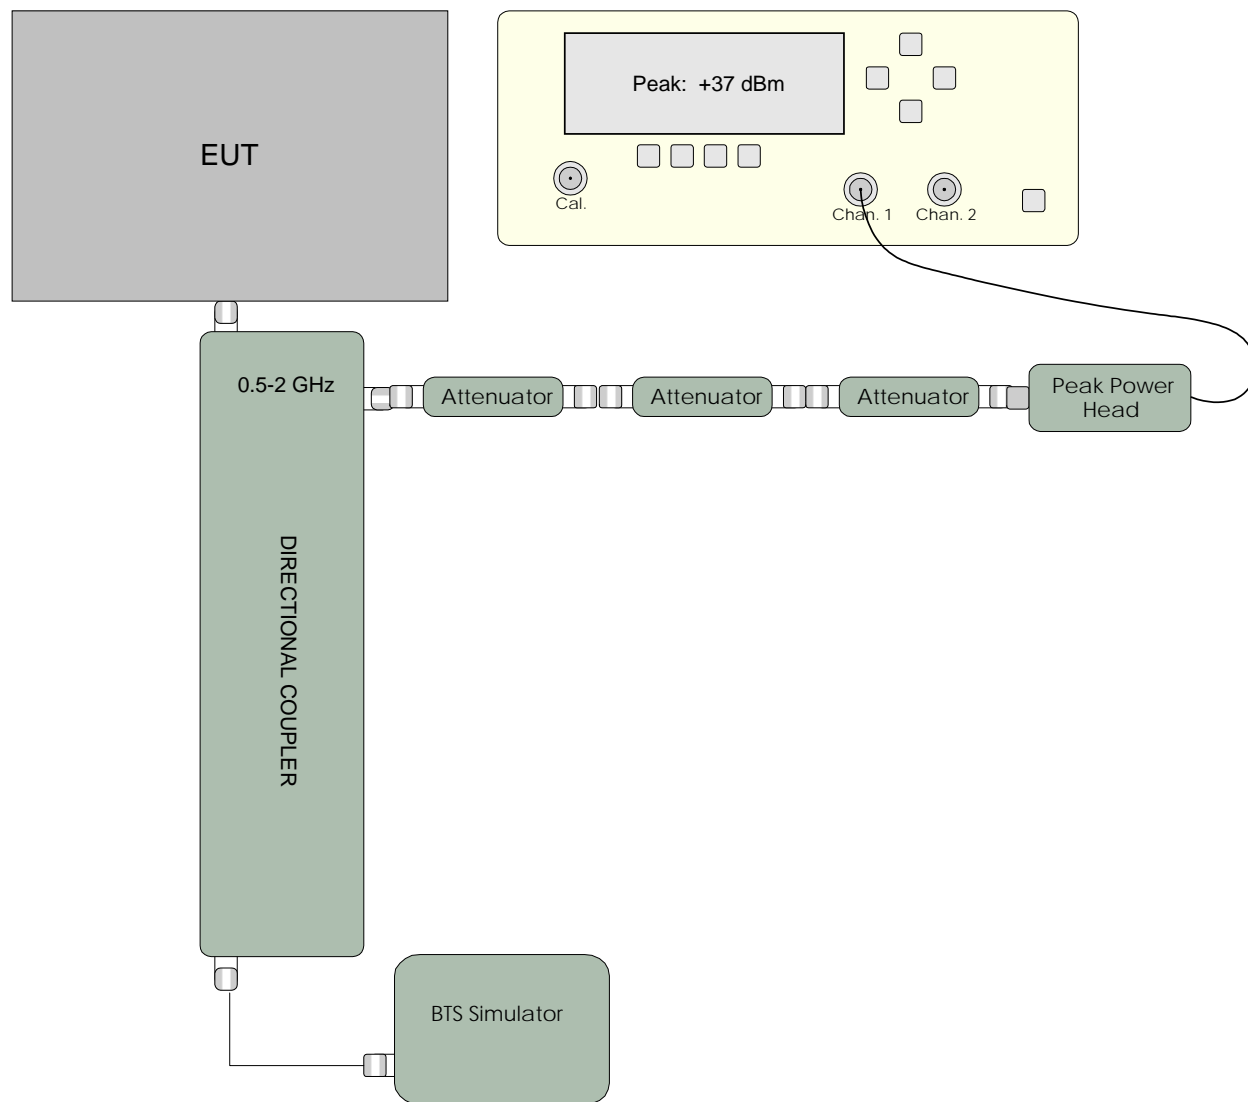 EUT
Peak:  +37 dBm
Cal.
Chan. 1
Chan. 2
0.5-2 GHz
Attenuator
Attenuator
Attenuator
Peak Power
Head
DIRECTIONAL COUPLER
BTS Simulator